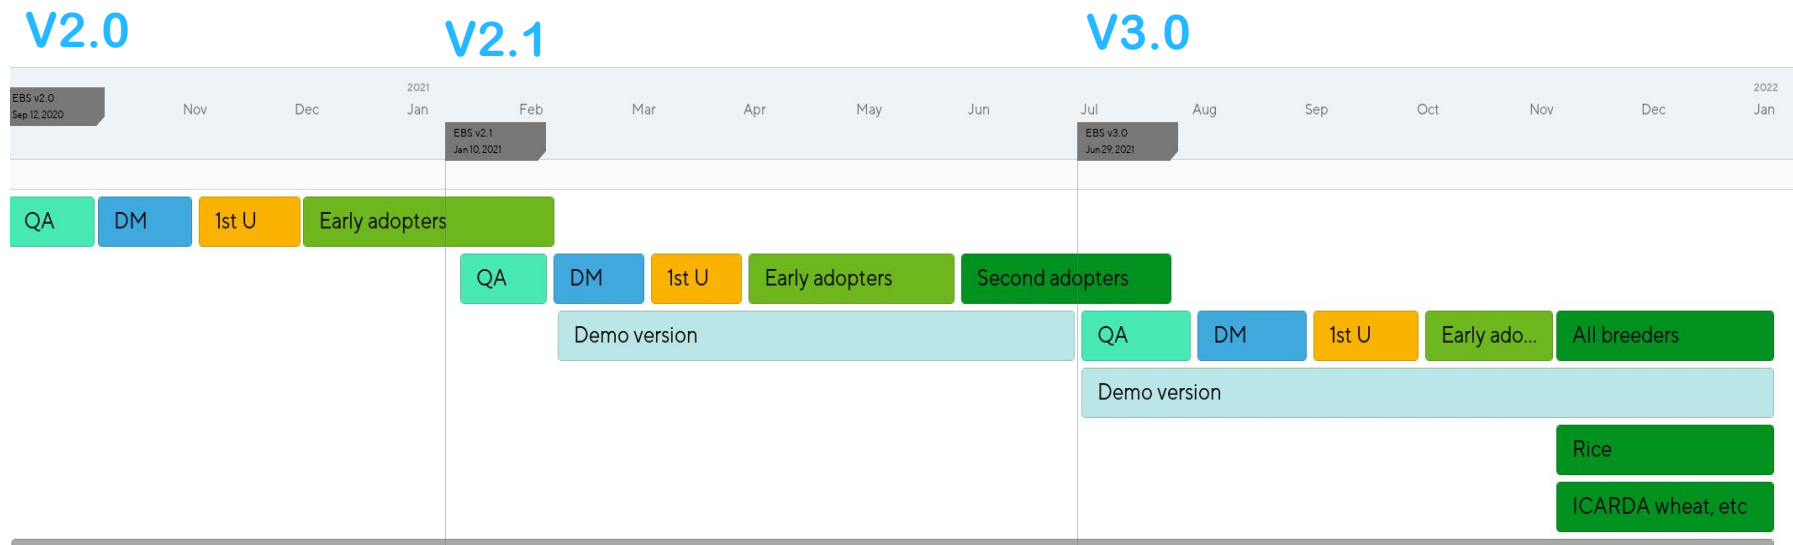 V2.0
V2.1
V3.0
2021
2022
EBS v2.0
Sep 12, 2020
Nov Dec Jan Feb Mar Apr May Jun Jul Aug Sep Oct Nov Dec Jan
EBS v2.1
Jan 10, 2021
EBS v3.0
Jun 29, 2021
QA DM 1st U Early adopters
QA DM 1st U Early adopters Second adopters
Demo version QA DM 1st U Early ado... All breeders
Demo version
Rice
ICARDA wheat, etc